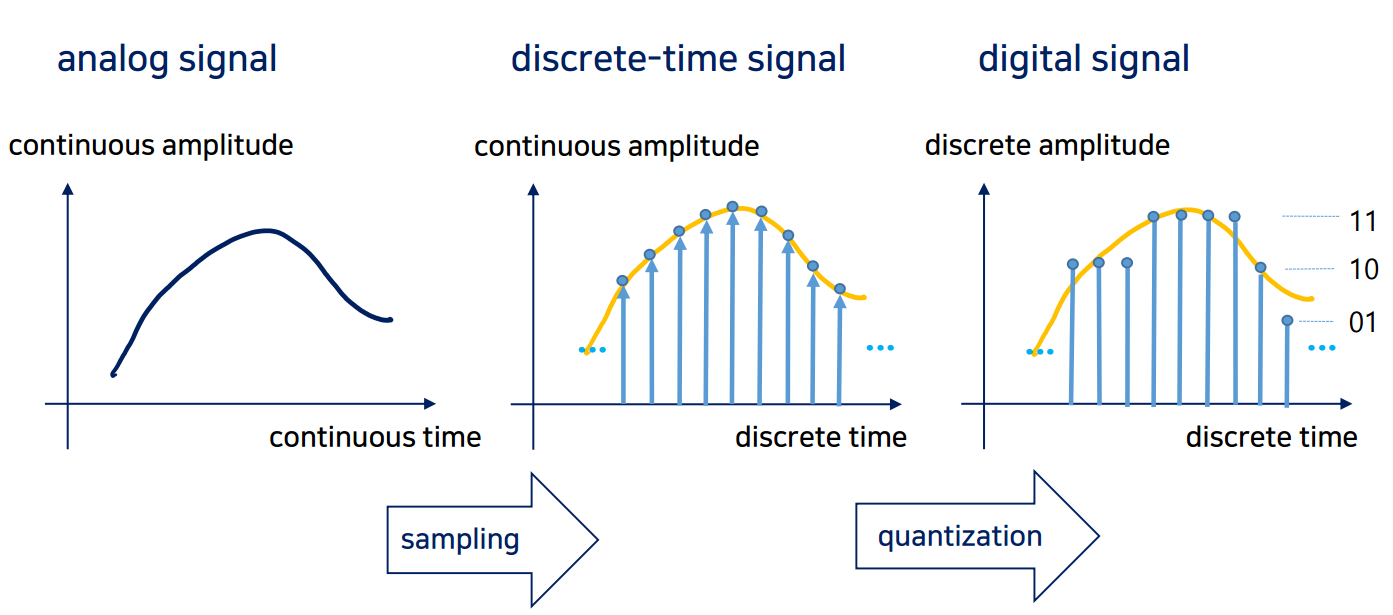 analog signal
discrete-time signal
digital signal
continuous amplitude
continuous amplitude
discrete amplitude
11
10
01
continuous time
discrete time
discrete time
sampling
quantization